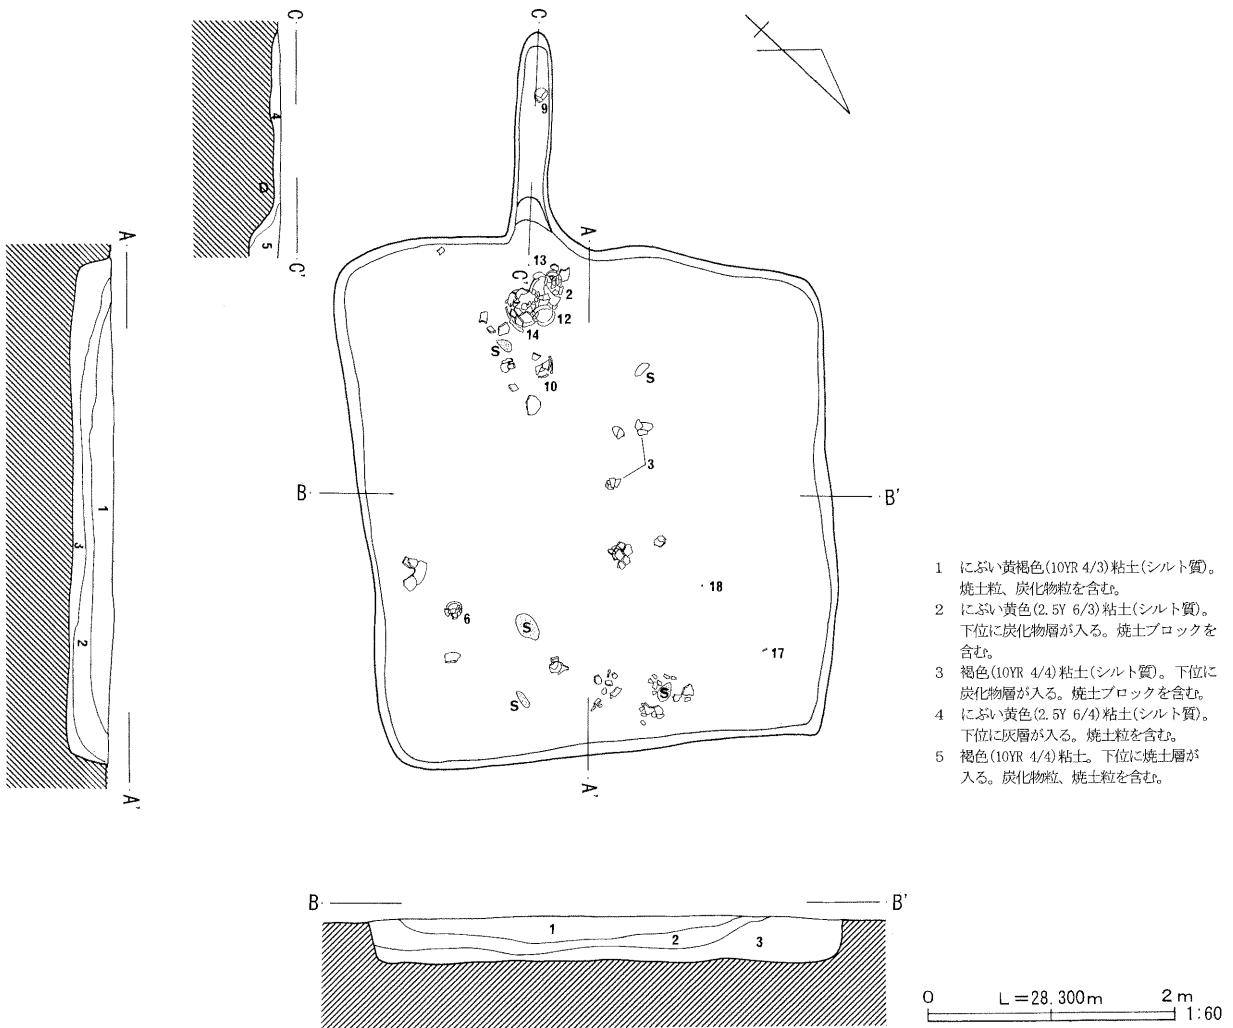 C
C
9
4
5
C'
A
A
13
C'
2
12
14
S
10
S
3
1
B
B'
3
18
6
S
2
17
S
S
A'
A'
1 にぶい黄褐色(10YR 4/3)粘土(シルト質)。
焼土粒、炭化物粒を含む。
2 にぶい黄色(2.5Y 6/3)粘土(シルト質)。
下位に炭化物層が入る。焼土ブロックを
含む。
3 褐色(10YR 4/4)粘土(シルト質)。下位に
炭化物層が入る。焼土ブロックを含む。
4 にぶい黄色(2.5Y 6/4)粘土(シルト質)。
下位に灰層が入る。焼土粒を含む。
5 褐色(10YR 4/4)粘土。下位に焼土層が
入る。炭化物粒、焼土粒を含む。
B
B'
1
2
3
0 L=28.300m 2m
1:60